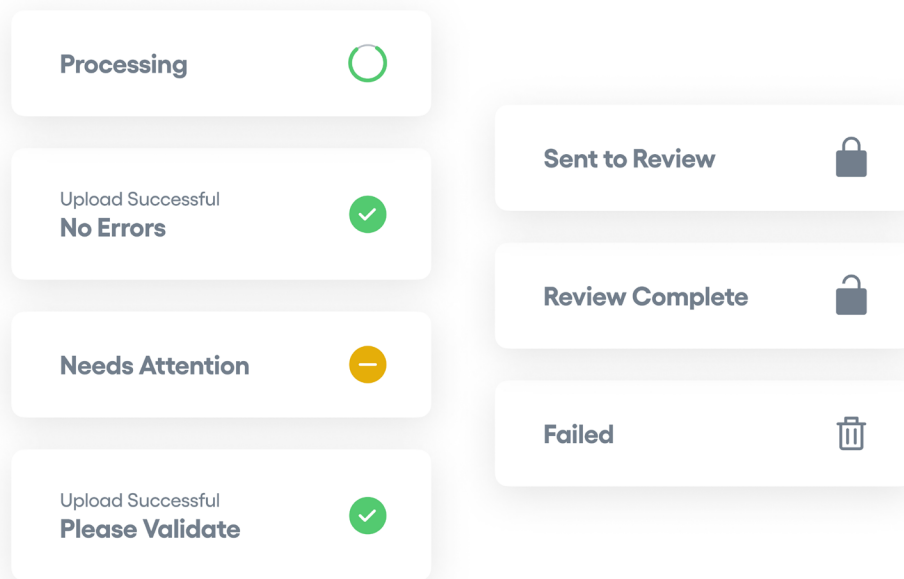 Processing
Upload Successful
No Errors
Needs Attention
Upload Successful
Please Validate
Sent to Review
Review Complete
Failed